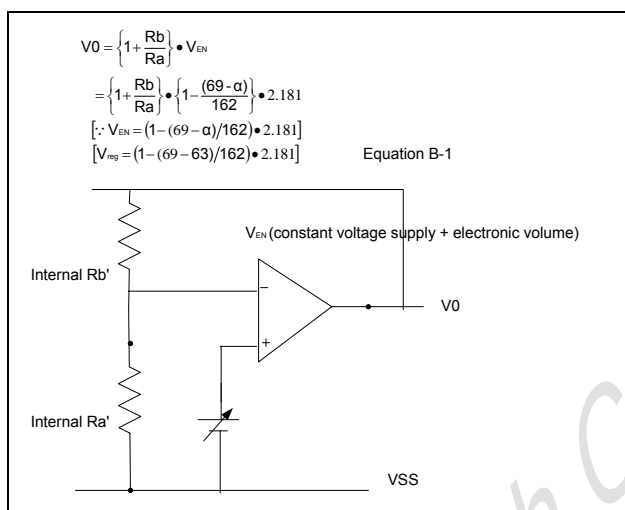 V0 = {1+ Rb/Ra} • VEN
= {1+ Rb/Ra} • {1- (69 - α)/162} • 2.181
[∵ VEN = (1- (69 - α)/162) • 2.181]
[Vreg = (1- (69 - 63)/162) • 2.181] Equation B-1
VEN (constant voltage supply + electronic volume)
Internal Rb'
−
V0
+
Internal Ra'
VSS